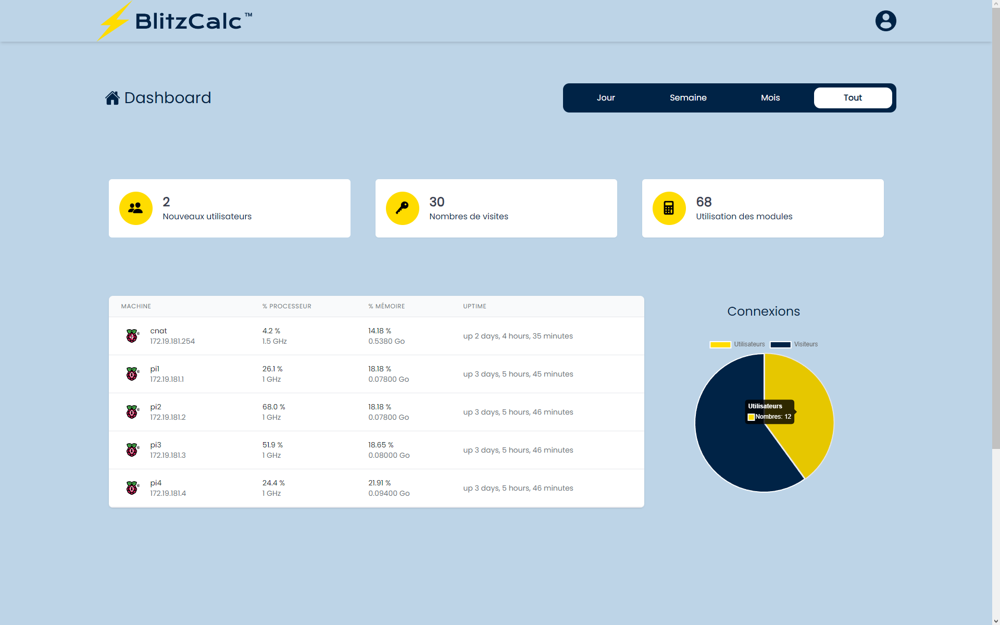 BlitzCalc™
Dashboard
Jour Semaine Mois Tout
2
Nouveaux utilisateurs
30
Nombres de visites
68
Utilisation des modules
MACHINE % PROCESSEUR % MÉMOIRE UPTIME
cnat 4.2 % 14.18 %
172.19.181.254 1.5 GHz 0.5380 Go
up 2 days, 4 hours, 35 minutes
pi1 26.1 % 18.18 %
172.19.181.1 1 GHz 0.07800 Go
up 3 days, 5 hours, 45 minutes
pi2 68.0 % 18.18 %
172.19.181.2 1 GHz 0.07800 Go
up 3 days, 5 hours, 46 minutes
pi3 51.9 % 18.65 %
172.19.181.3 1 GHz 0.08000 Go
up 3 days, 5 hours, 46 minutes
pi4 24.4 % 21.91 %
172.19.181.4 1 GHz 0.09400 Go
up 3 days, 5 hours, 46 minutes
Connexions
Utilisateurs Visiteurs
Utilisateurs
Nombres: 12